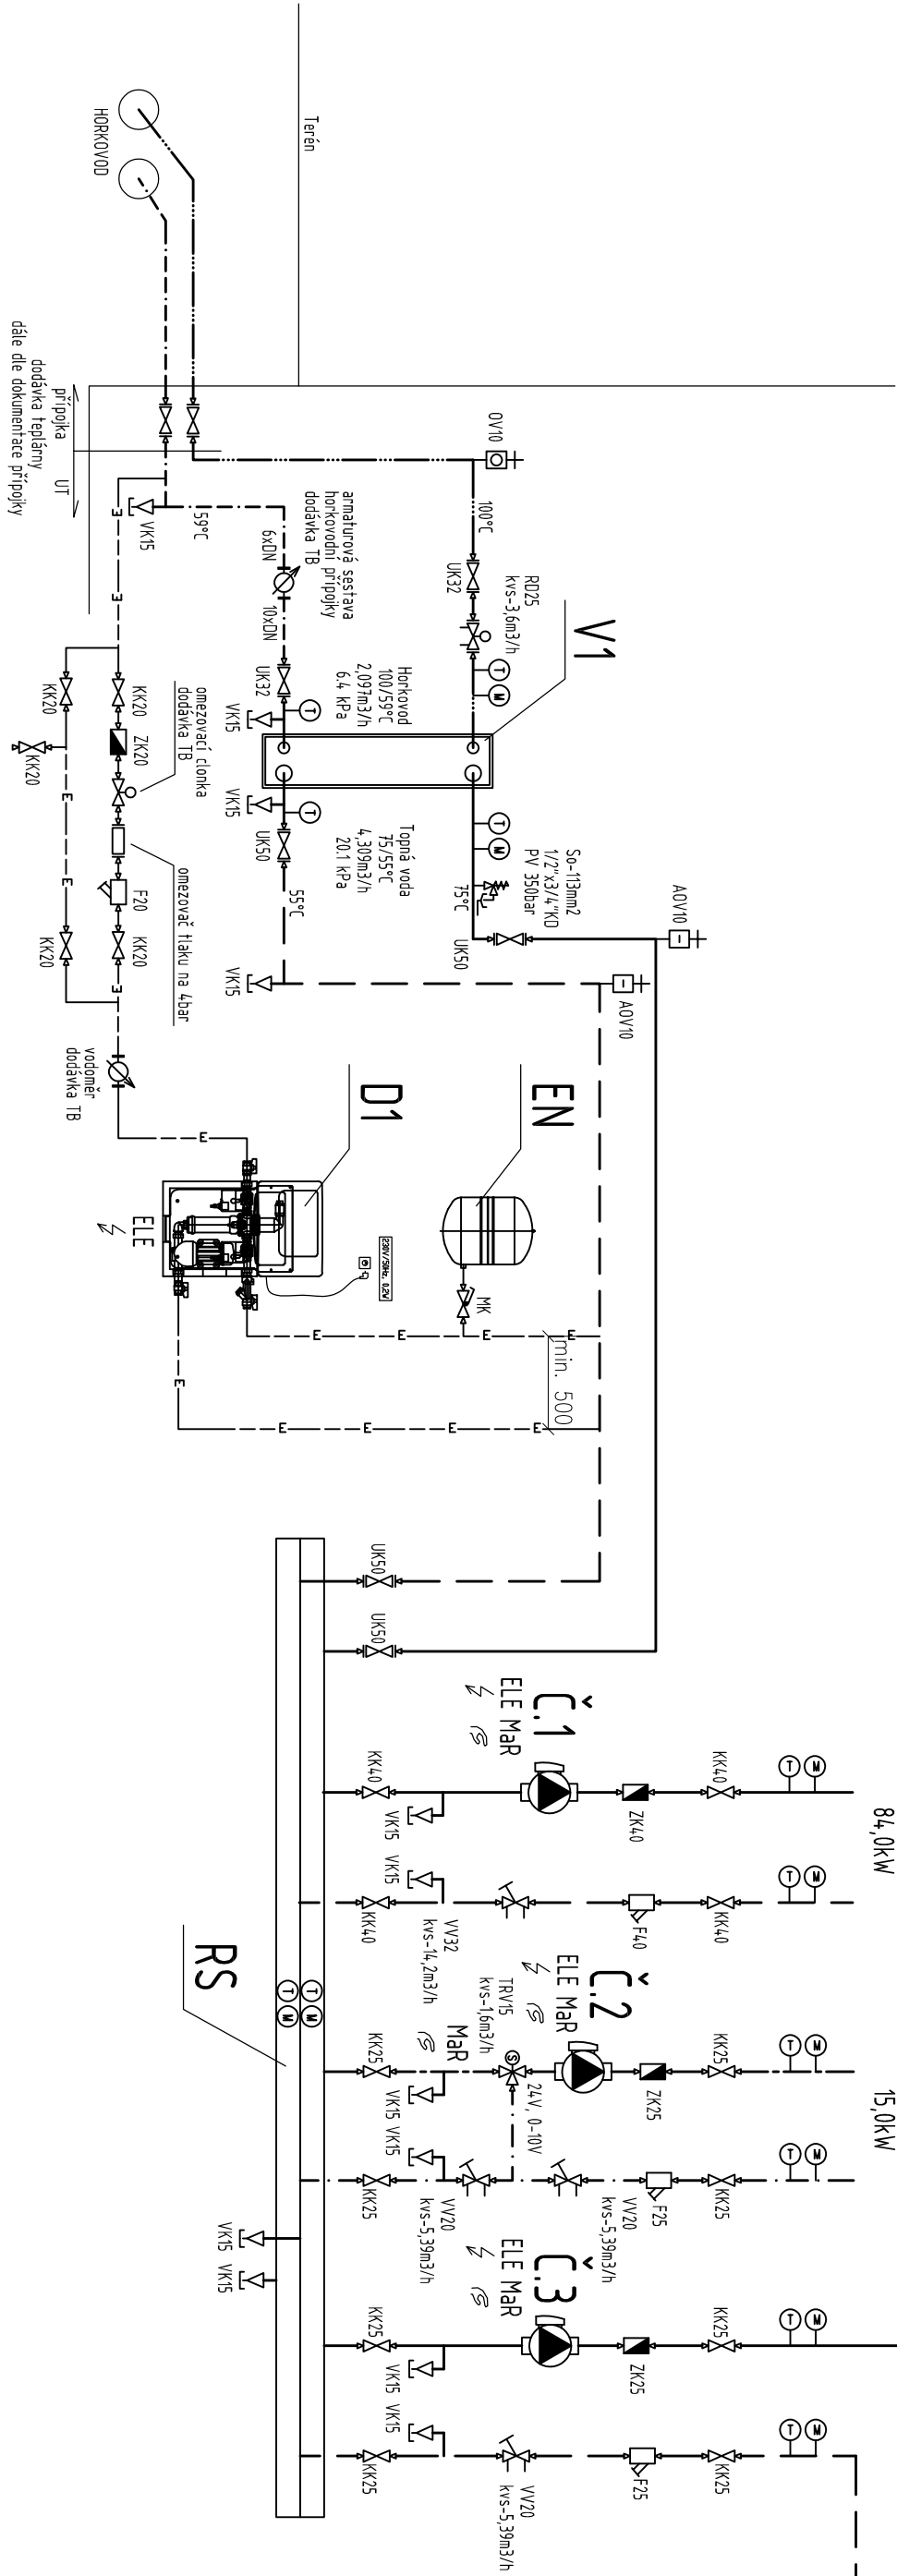 Terén
HORKOVOD
přípojka
UT
dodávka teplárny
dále dle dokumentace přípojky
OV10
100°C
UK32
RD25
kvs-3,6m3/h
T
M
V1
VK15
59°C
armaturová sestava
horkovodní přípojky
dodávka TB
6xDN
10xDN
UK32
VK15
T
Horkovod
100/59°C
2,097m3/h
6.4 kPa
Topná voda
75/55°C
4,309m3/h
20.1 kPa
T
M
So-113mm2
1/2"x3/4"KD
PV 350bar
75°C
UK50
AOV10
AOV10
VK15
T
UK50
55°C
VK15
E
E
KK20
KK20
KK20
ZK20
omezovací clonka
dodávka TB
F20
KK20
KK20
omezovač tlaku na 4bar
E
E
vodoměr
dodávka TB
E
D1
EN
MK
230V/50Hz, 0.2W
ELE
E
E
E
E
E
E
E
E
min. 500
UK50
UK50
RS
T
M
T
M
Č.1
ELE MaR
KK40
VK15
ZK40
KK40
T
M
84,0kW
VK15
KK40
VV32
kvs-14,2m3/h
F40
KK40
T
M
Č.2
ELE MaR
MaR
TRV15
kvs-1,6m3/h
S
24V, 0-10V
KK25
VK15
ZK25
KK25
T
M
15,0kW
VK15
KK25
VV20
kvs-5,39m3/h
VV20
kvs-5,39m3/h
F25
KK25
T
M
VK15
VK15
Č.3
ELE MaR
KK25
VK15
ZK25
KK25
T
M
VK15
KK25
VV20
kvs-5,39m3/h
F25
KK25
T
M